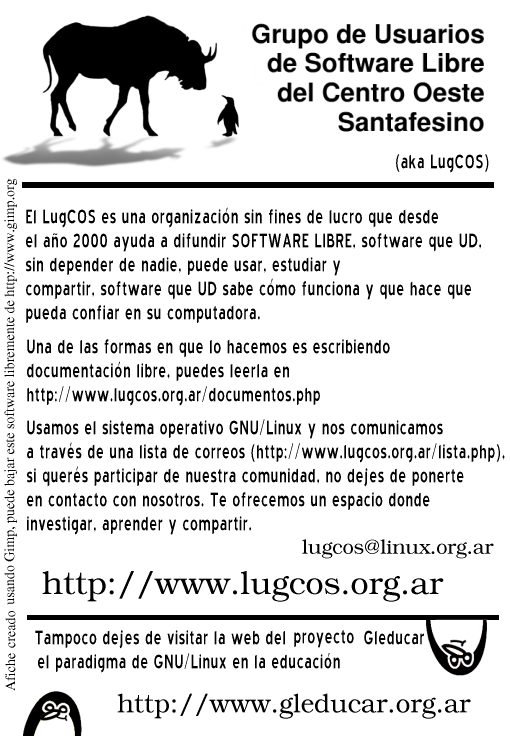 Grupo de Usuarios
de Software Libre
del Centro Oeste
Santafesino
(aka LugCOS)
El LugCOS es una organización sin fines de lucro que desde
el año 2000 ayuda a difundir SOFTWARE LIBRE, software que UD,
sin depender de nadie, puede usar, estudiar y
compartir, software que UD sabe cómo funciona y que hace que
pueda confiar en su computadora.
Una de las formas en que lo hacemos es escribiendo
documentación libre, puedes leerla en
http://www.lugcos.org.ar/documentos.php
Usamos el sistema operativo GNU/Linux y nos comunicamos
a través de una lista de correos (http://www.lugcos.org.ar/lista.php),
si querés participar de nuestra comunidad, no dejes de ponerte
en contacto con nosotros. Te ofrecemos un espacio donde
investigar, aprender y compartir.
lugcos@linux.org.ar
http://www.lugcos.org.ar
Tampoco dejes de visitar la web del proyecto Gleducar
el paradigma de GNU/Linux en la educación
http://www.gleducar.org.ar
Afiche creado usando Gimp, puede bajar este software libremente de http://www.gimp.org